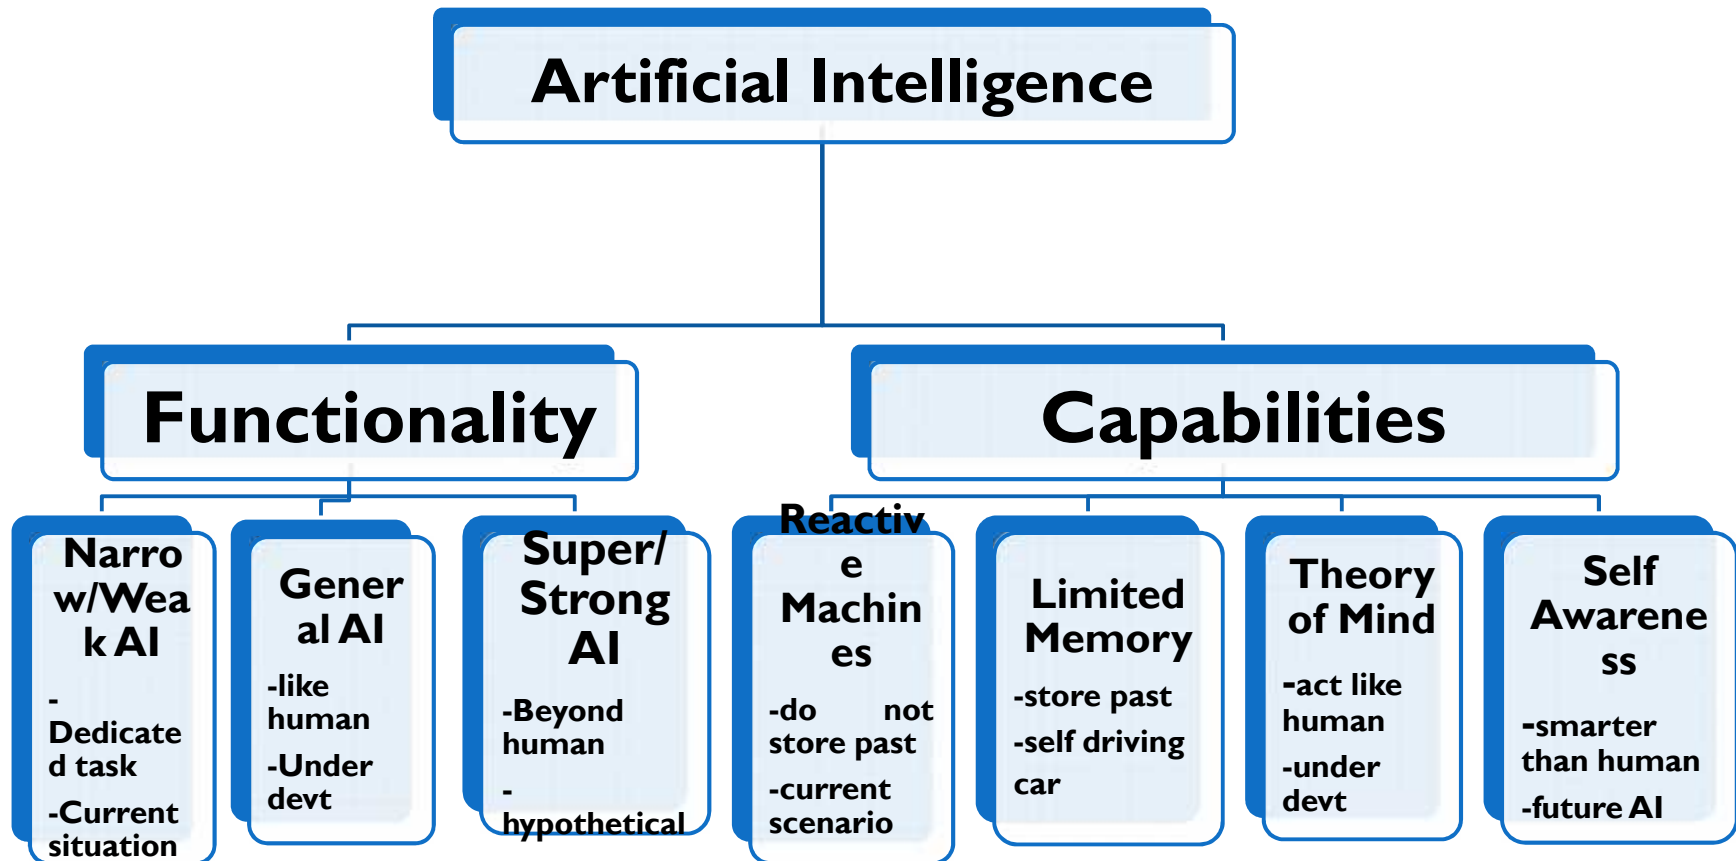 Artificial Intelligence
Functionality
Capabilities
Narro
w/Wea
k AI
-
Dedicate
d task
-Current
situation
Gener
al AI
-like
human
-Under
devt
Super/
Strong
AI
-Beyond
human
-
hypothetical
Reactiv
e
Machin
es
-do not
store past
-current
scenario
Limited
Memory
-store past
-self driving
car
Theory
of Mind
-act like
human
-under
devt
Self
Awarene
ss
-smarter
than human
-future AI